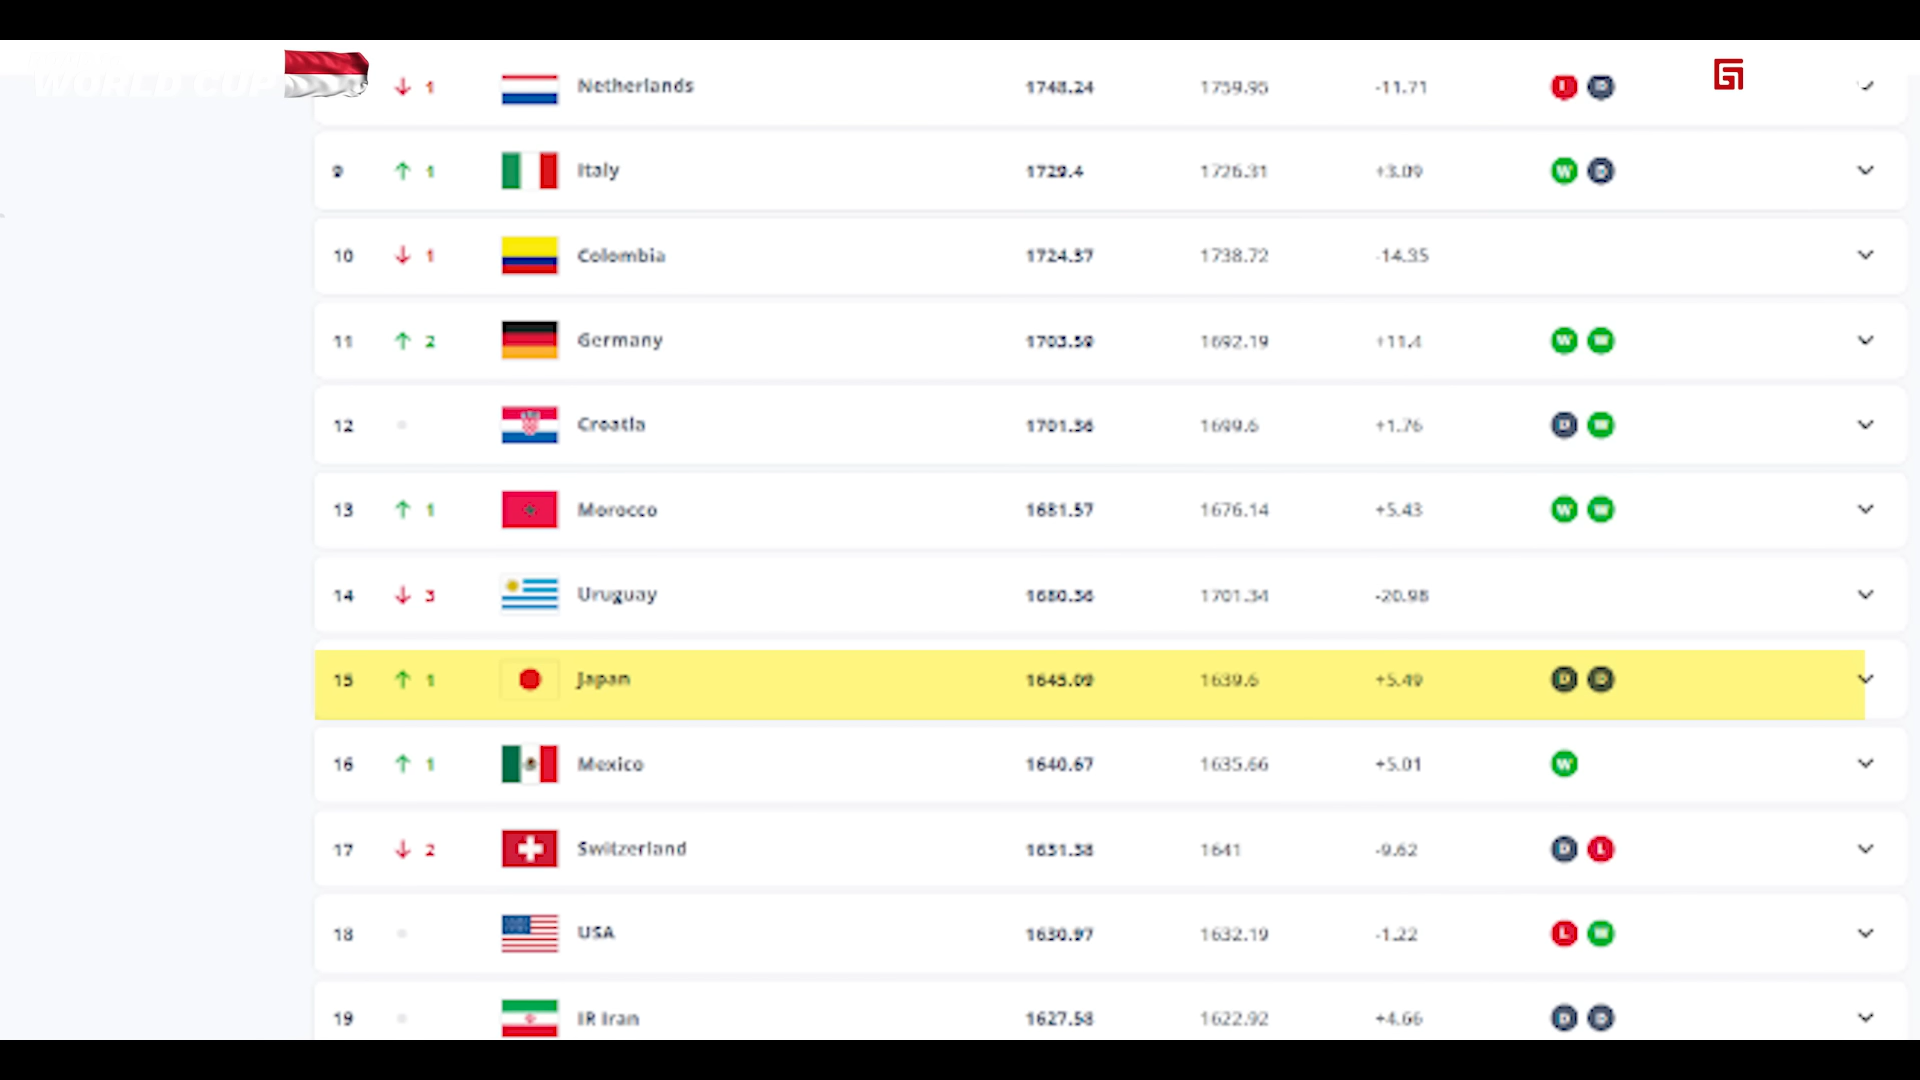 WORLD CUP
1 Netherlands 1748.24 1759.95 -11.71 L D
9 1 Italy 1729.4 1726.31 +3.09 W D
10 1 Colombia 1724.37 1738.72 -14.35
11 2 Germany 1703.59 1692.19 +11.4 W W
12 Croatia 1701.36 1699.6 +1.76 D W
13 1 Morocco 1681.57 1676.14 +5.43 W W
14 3 Uruguay 1680.36 1701.34 -20.98
15 1 Japan 1645.09 1639.6 +5.49 D D
16 1 Mexico 1640.67 1635.66 +5.01 W
17 2 Switzerland 1631.38 1641 -9.62 D L
18 USA 1630.97 1632.19 -1.22 L W
19 IR Iran 1627.58 1622.92 +4.66 D D